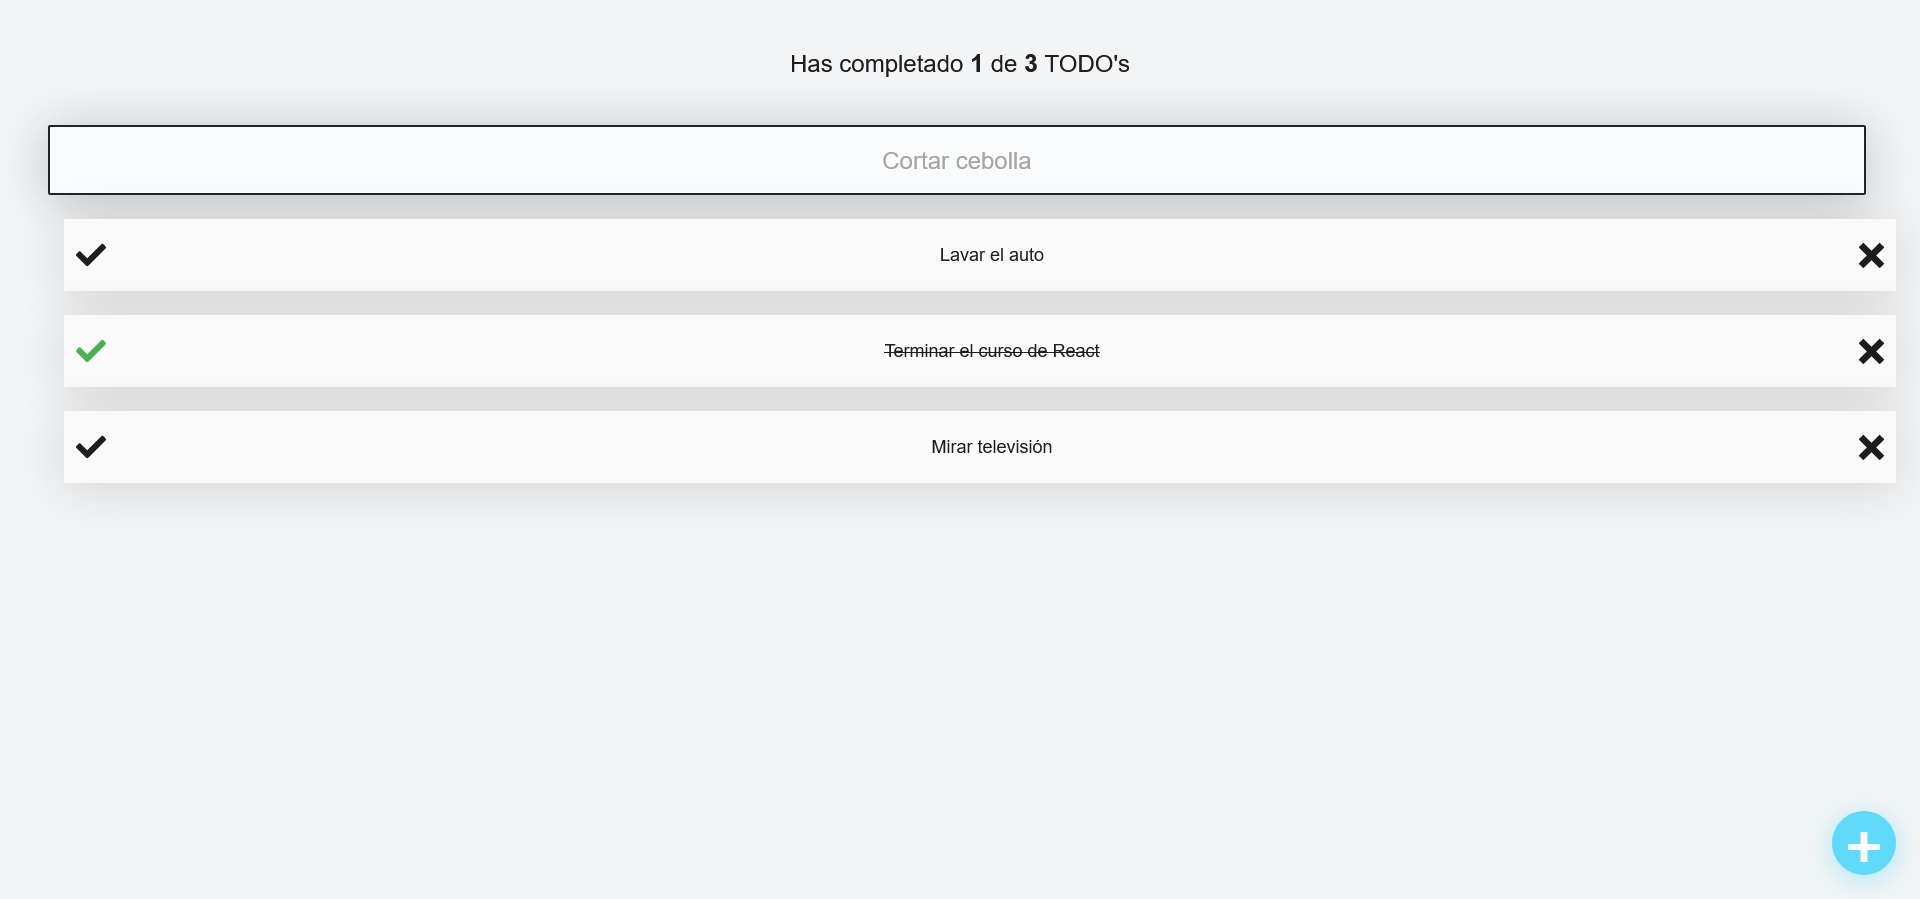 Has completado 1 de 3 TODO's
Cortar cebolla
Lavar el auto
Terminar el curso de React
Mirar televisión